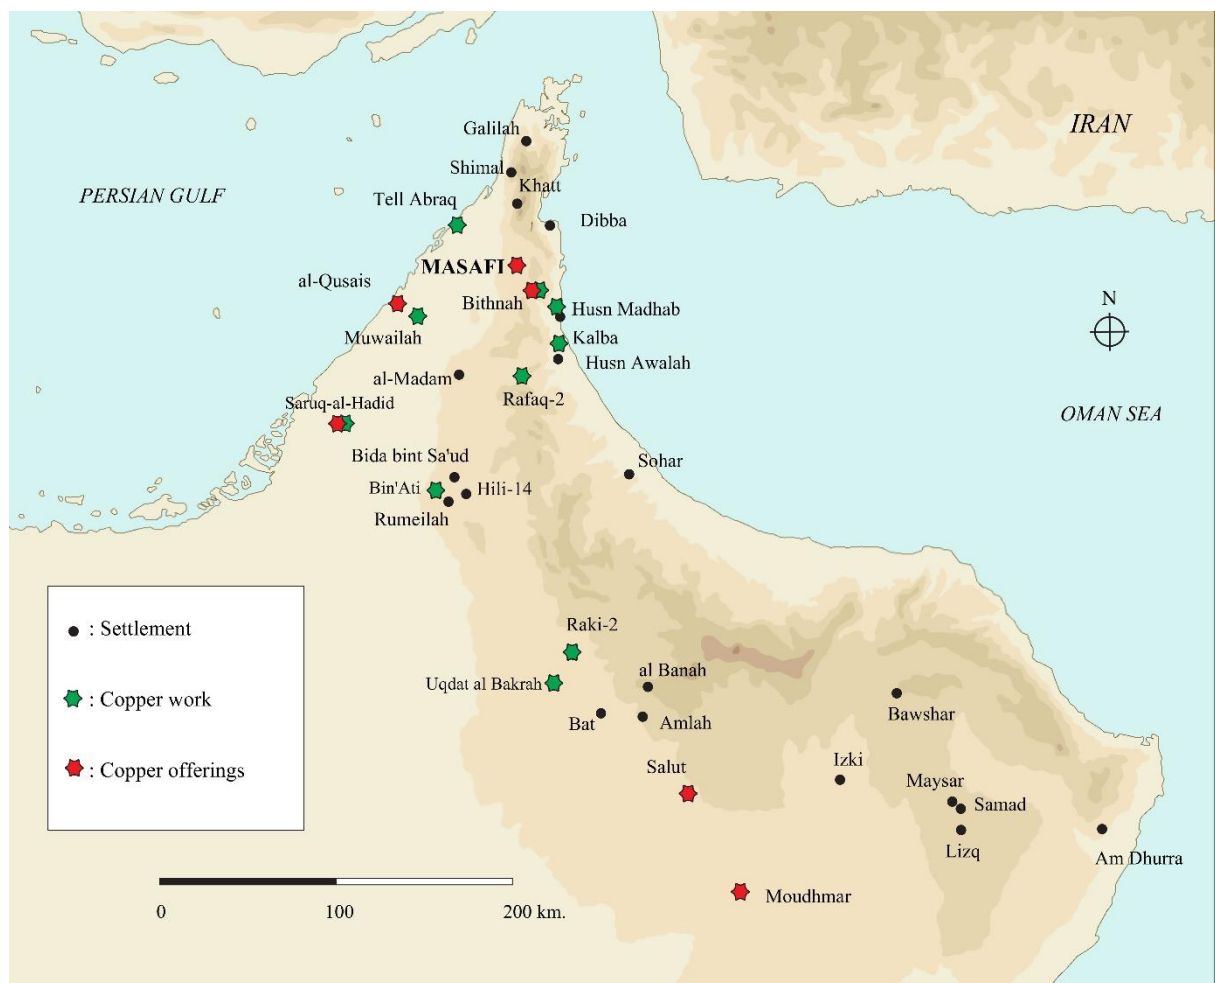 Galilah
IRAN
Shimal
Khatt
PERSIAN GULF
Tell Abraq
Dibba
MASAFI
al-Qusais
Bithnah
N
Husn Madhab
Muwailah
Kalba
Husn Awalah
al-Madam
Rafaq-2
Saruq-al-Hadid
OMAN SEA
Bida bint Sa'ud
Sohar
Bin'Ati
Hili-14
Rumeilah
: Settlement
: Copper work
: Copper offerings
Raki-2
al Banah
Uqdat al Bakrah
Bat
Amlah
Bawshar
Salut
Izki
Maysar
Samad
Lizq
Am Dhurra
Moudhmar
0
100
200 km.